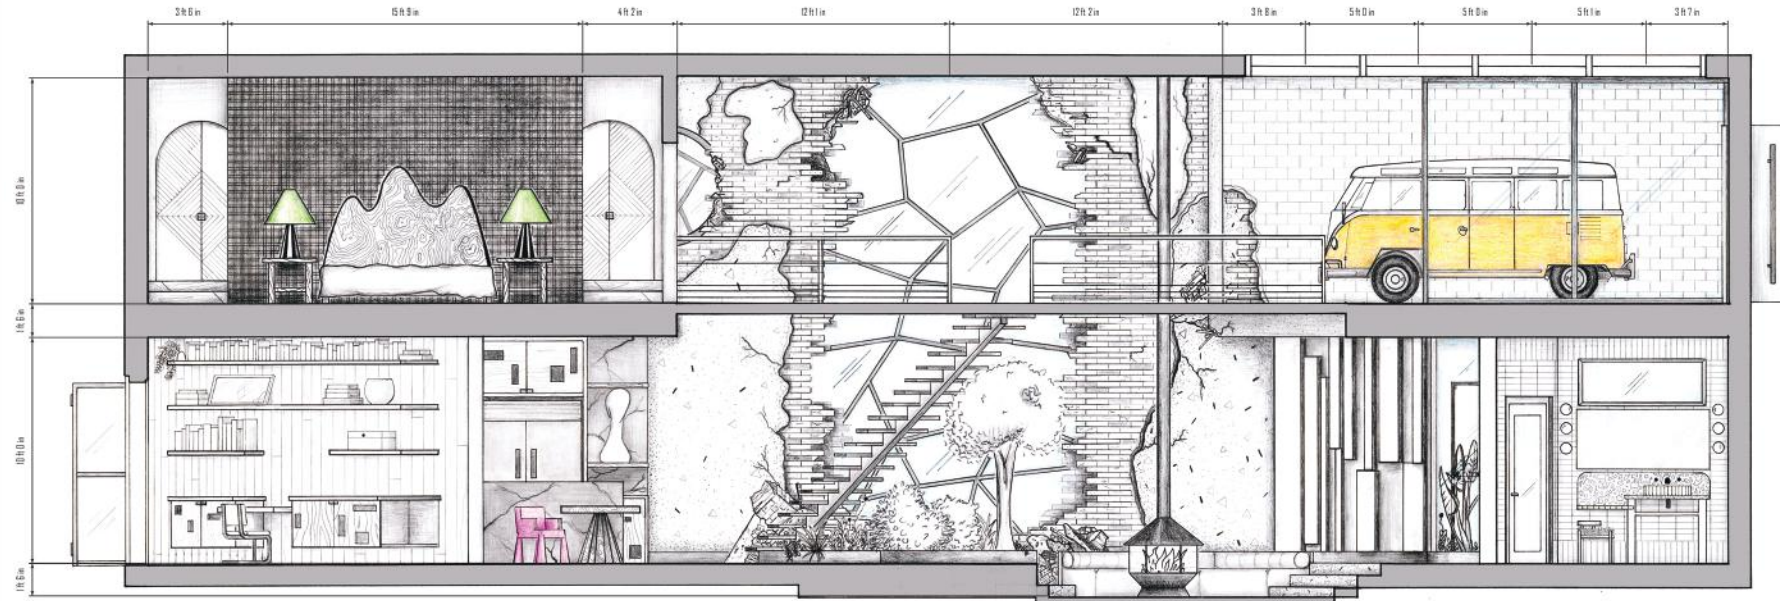 3 ft 6 in
15 ft 9 in
4 ft 2 in
12 ft 1 in
12 ft 2 in
3 ft 8 in
5 ft 0 in
5 ft 0 in
5 ft 1 in
3 ft 7 in
10 ft 0 in
1 ft 6 in
10 ft 0 in
1 ft 6 in